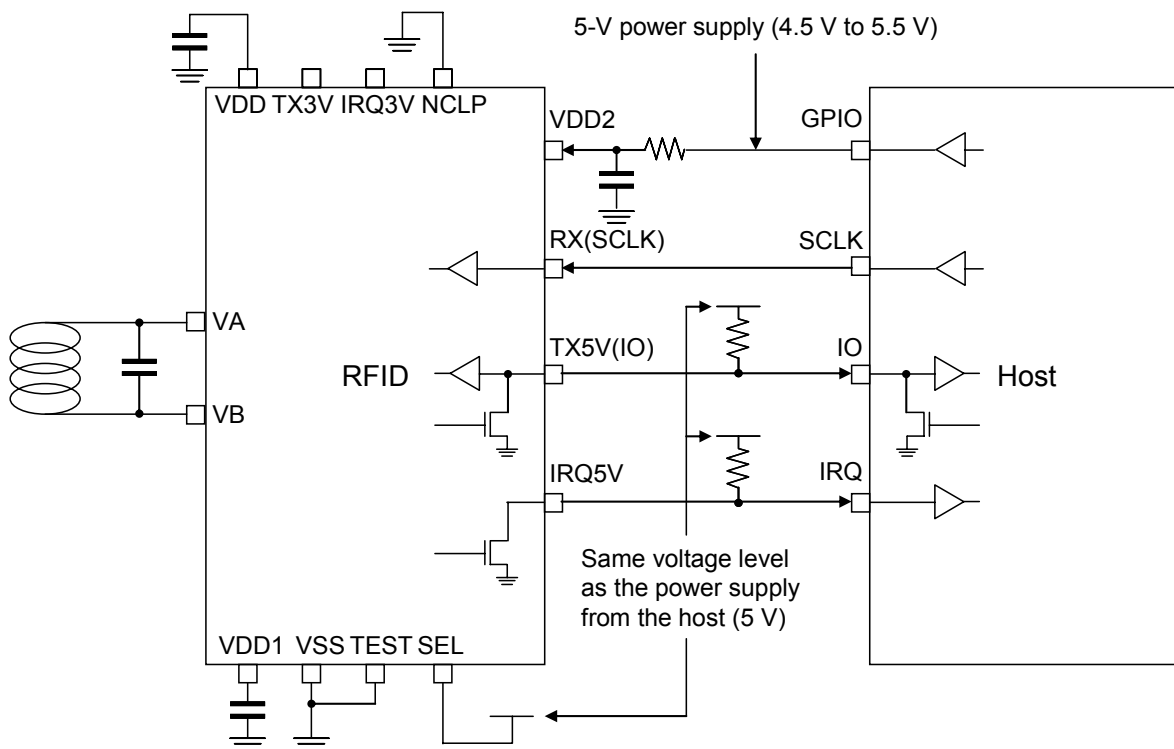 5-V power supply (4.5 V to 5.5 V)
VDD TX3V IRQ3V NCLP
VDD2
GPIO
RX(SCLK)
SCLK
VA
TX5V(IO)
IO
RFID
Host
VB
IRQ5V
IRQ
Same voltage level
as the power supply
from the host (5 V)
VDD1 VSS TEST SEL